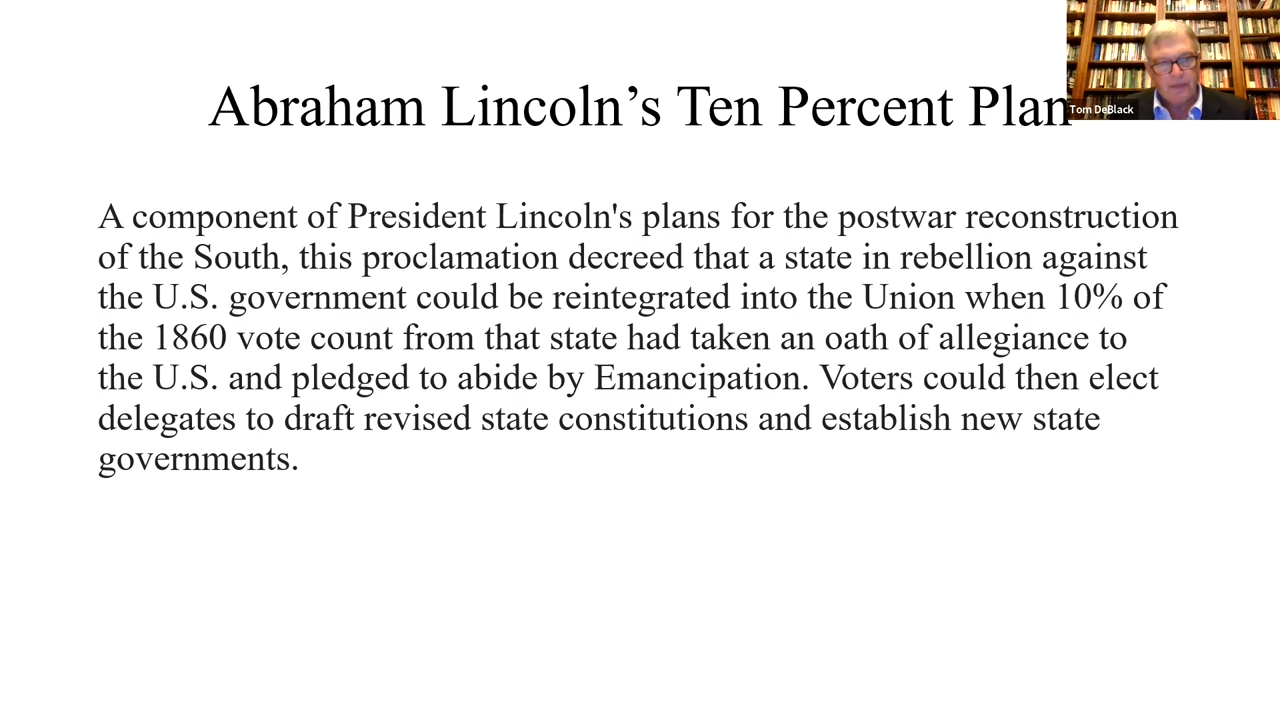 Abraham Lincoln’s Ten Percent Plan
Tom DeBlack
A component of President Lincoln's plans for the postwar reconstruction
of the South, this proclamation decreed that a state in rebellion against
the U.S. government could be reintegrated into the Union when 10% of
the 1860 vote count from that state had taken an oath of allegiance to
the U.S. and pledged to abide by Emancipation. Voters could then elect
delegates to draft revised state constitutions and establish new state
governments.